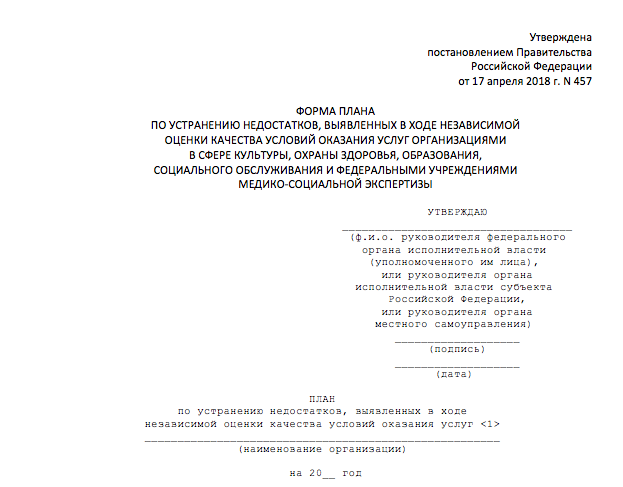 Утверждена
постановлением Правительства
Российской Федерации
от 17 апреля 2018 г. N 457
ФОРМА ПЛАНА
ПО УСТРАНЕНИЮ НЕДОСТАТКОВ, ВЫЯВЛЕННЫХ В ХОДЕ НЕЗАВИСИМОЙ
ОЦЕНКИ КАЧЕСТВА УСЛОВИЙ ОКАЗАНИЯ УСЛУГ ОРГАНИЗАЦИЯМИ
В СФЕРЕ КУЛЬТУРЫ, ОХРАНЫ ЗДОРОВЬЯ, ОБРАЗОВАНИЯ,
СОЦИАЛЬНОГО ОБСЛУЖИВАНИЯ И ФЕДЕРАЛЬНЫМИ УЧРЕЖДЕНИЯМИ
МЕДИКО-СОЦИАЛЬНОЙ ЭКСПЕРТИЗЫ
УТВЕРЖДАЮ
___________________________________
(ф.и.о. руководителя федерального
органа исполнительной власти
(уполномоченного им лица),
или руководителя органа
исполнительной власти субъекта
Российской Федерации,
или руководителя органа
местного самоуправления)
___________________
(подпись)
___________________
(дата)
ПЛАН
по устранению недостатков, выявленных в ходе
независимой оценки качества условий оказания услуг <1>
______________________________________________________
(наименование организации)
на 20__ год